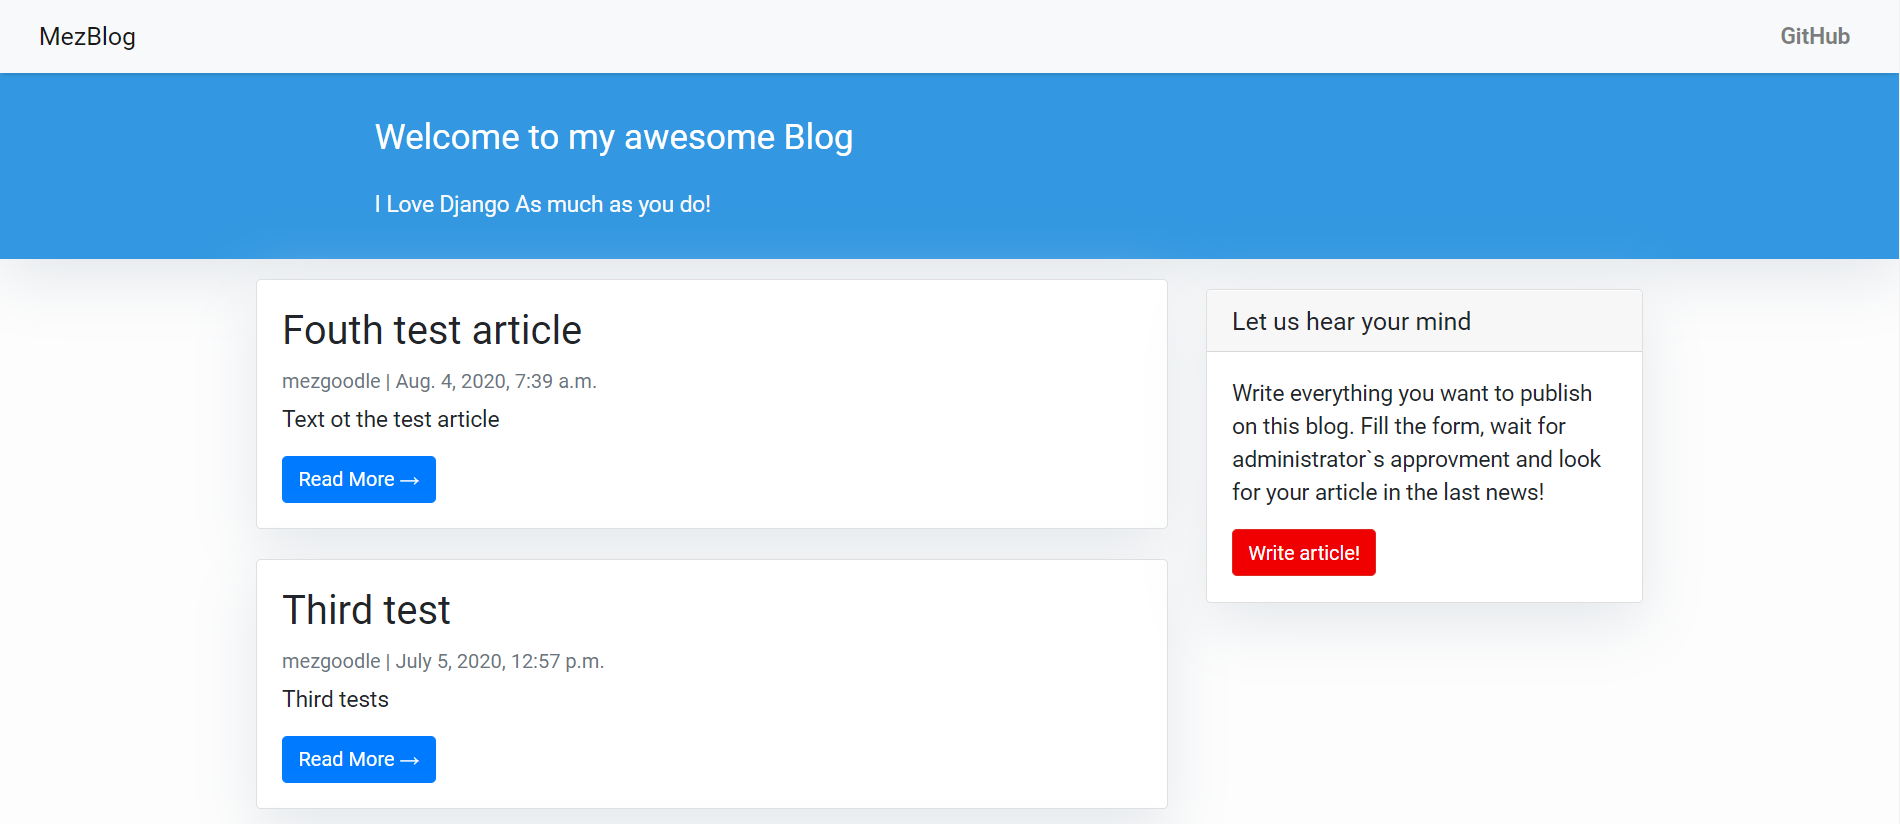 MezBlog
GitHub
Welcome to my awesome Blog
I Love Django As much as you do!
Fouth test article
mezgoodle | Aug. 4, 2020, 7:39 a.m.
Text ot the test article
Read More →
Third test
mezgoodle | July 5, 2020, 12:57 p.m.
Third tests
Read More →
Let us hear your mind
Write everything you want to publish
on this blog. Fill the form, wait for
administrator`s approvment and look
for your article in the last news!
Write article!